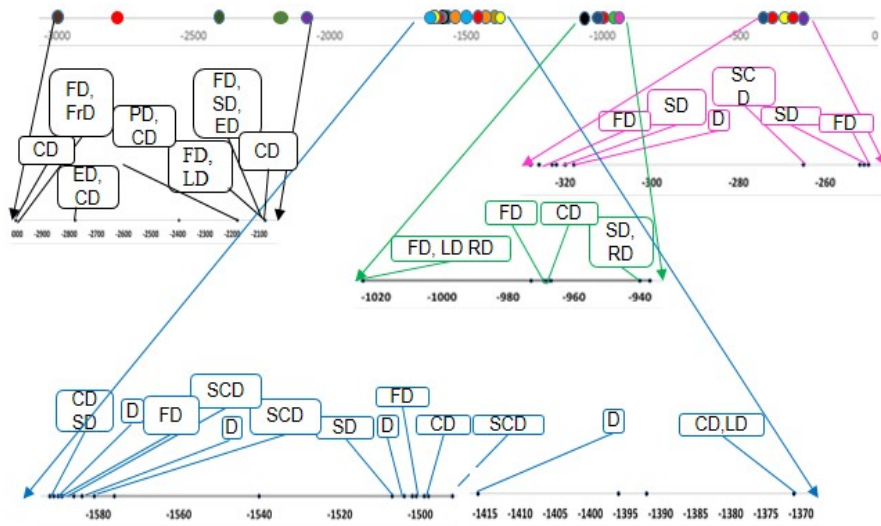 -3000 -2500 -1500 -1000 -500 0
FD,
FrD
PD,
CD
FD,
SD,
ED
CD
ED,
CD
FD,
LD
CD
000 -2900 -2800 -2700 -2600 -2500 -2400 -2300 -2200 -2100
SC
D
FD
SD
D
SD
FD
-320 -300 -280 -260
FD
CD
SD,
RD
FD, LD RD
-1020 -1000 -980 -960 -940
CD
SD
D
FD
SCD
D
SCD
SD
D
FD
CD
SCD
D
CD,LD
-1580 -1560 -1540 -1520 -1500
-1415 -1410 -1405 -1400 -1395 -1390 -1385 -1380 -1375 -1370